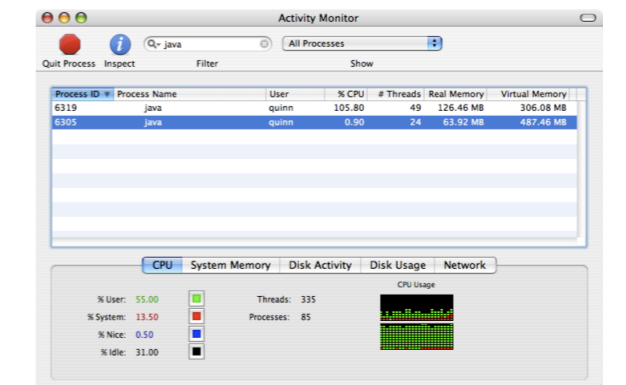 Activity Monitor
java
All Processes
Quit Process Inspect Filter Show
Process ID Process Name User % CPU # Threads Real Memory Virtual Memory
6319 java quinn 105.80 49 126.46 MB 306.08 MB
6305 java quinn 0.90 24 63.92 MB 487.46 MB
CPU System Memory Disk Activity Disk Usage Network
CPU Usage
% User: 55.00 Threads: 335
% System: 13.50 Processes: 85
% Nice: 0.50
% Idle: 31.00